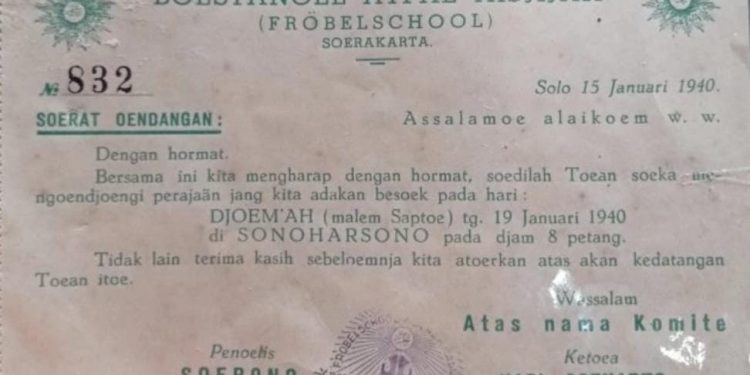 (FRÖBELSCHOOL)
SOERAKARTA.
№ 832
Solo 15 Januari 1940.
SOERAT OENDANGAN:
Assalamoe alaikoem w. w.
Dengan hormat.
Bersama ini kita mengharap dengan hormat, soedilah Toean soeka me-
ngoendjoengi perajaän jang kita adakan besoek pada hari:
DJOEM'AH (malem Saptoe) tg. 19 Januari 1940
di SONOHARSONO pada djam 8 petang.
Tidak lain terima kasih sebeloemnja kita atoerkan atas akan kedatangan
Toean itoe.
Wassalam
Atas nama Komite
Penoelis
Ketoea
SOERONO
FRÖBELSCHOOL